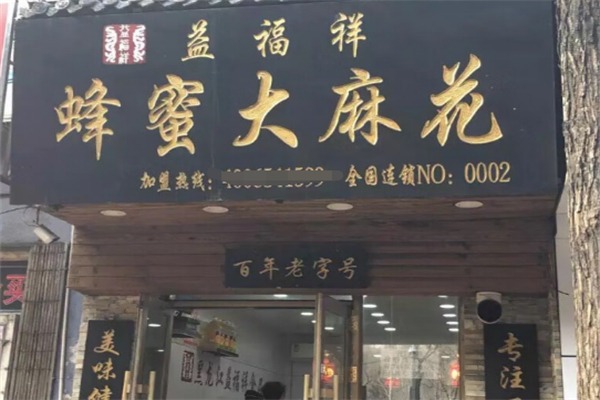 益福祥
蜂蜜大麻花
加盟热线:
全国连锁NO: 0002
百年老字号
美味
专注